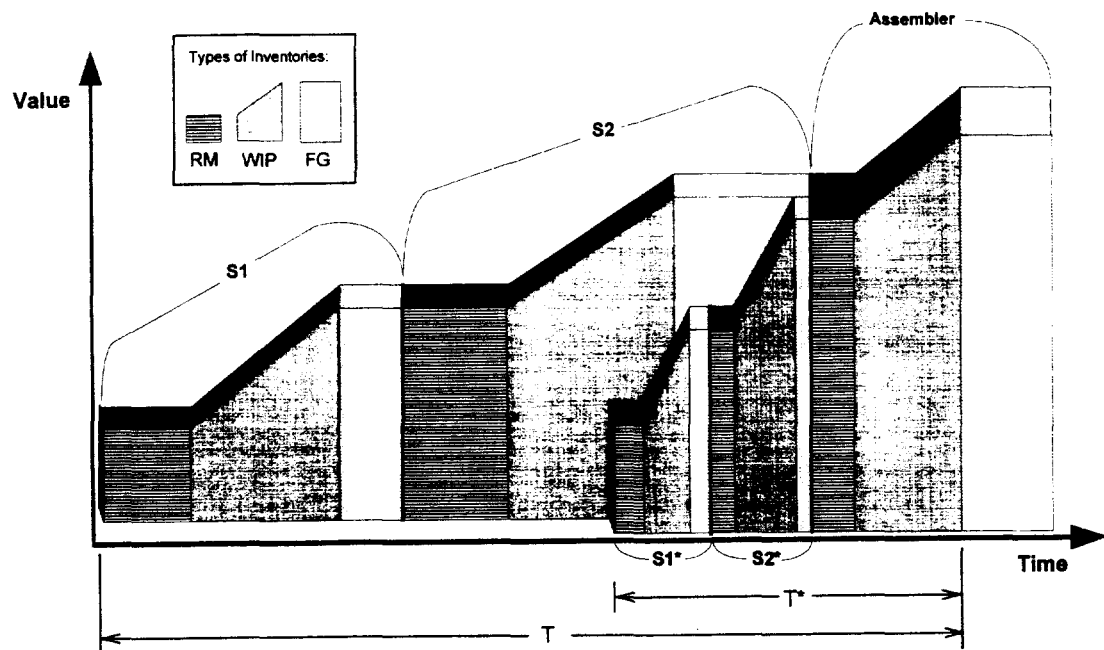 Assembler
Types of Inventories:
RM WIP FG
Value
S2
S1
S1* S2*
Time
T*
T